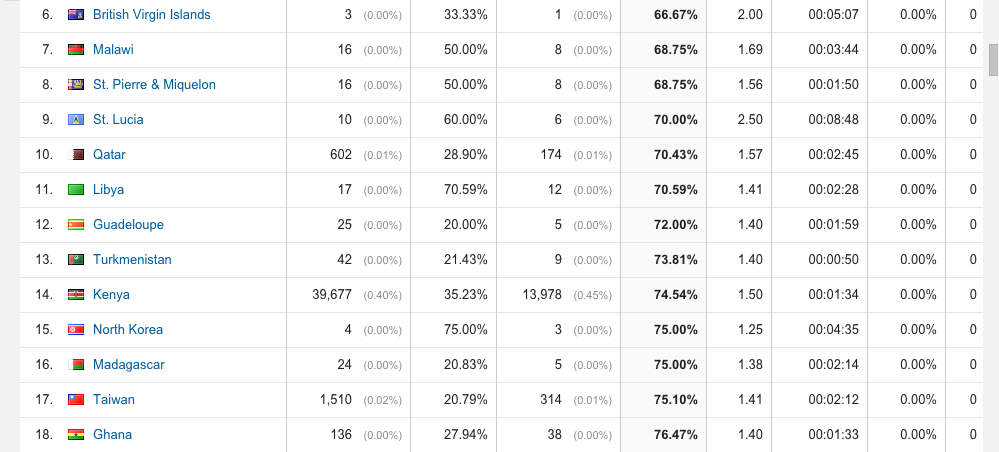 6. British Virgin Islands 3 (0.00%) 33.33% 1 (0.00%) 66.67% 2.00 00:05:07 0.00% 0
7. Malawi 16 (0.00%) 50.00% 8 (0.00%) 68.75% 1.69 00:03:44 0.00% 0
8. St. Pierre & Miquelon 16 (0.00%) 50.00% 8 (0.00%) 68.75% 1.56 00:01:50 0.00% 0
9. St. Lucia 10 (0.00%) 60.00% 6 (0.00%) 70.00% 2.50 00:08:48 0.00% 0
10. Qatar 602 (0.01%) 28.90% 174 (0.01%) 70.43% 1.57 00:02:45 0.00% 0
11. Libya 17 (0.00%) 70.59% 12 (0.00%) 70.59% 1.41 00:02:28 0.00% 0
12. Guadeloupe 25 (0.00%) 20.00% 5 (0.00%) 72.00% 1.40 00:01:59 0.00% 0
13. Turkmenistan 42 (0.00%) 21.43% 9 (0.00%) 73.81% 1.40 00:00:50 0.00% 0
14. Kenya 39,677 (0.40%) 35.23% 13,978 (0.45%) 74.54% 1.50 00:01:34 0.00% 0
15. North Korea 4 (0.00%) 75.00% 3 (0.00%) 75.00% 1.25 00:04:35 0.00% 0
16. Madagascar 24 (0.00%) 20.83% 5 (0.00%) 75.00% 1.38 00:02:14 0.00% 0
17. Taiwan 1,510 (0.02%) 20.79% 314 (0.01%) 75.10% 1.41 00:02:12 0.00% 0
18. Ghana 136 (0.00%) 27.94% 38 (0.00%) 76.47% 1.40 00:01:33 0.00% 0